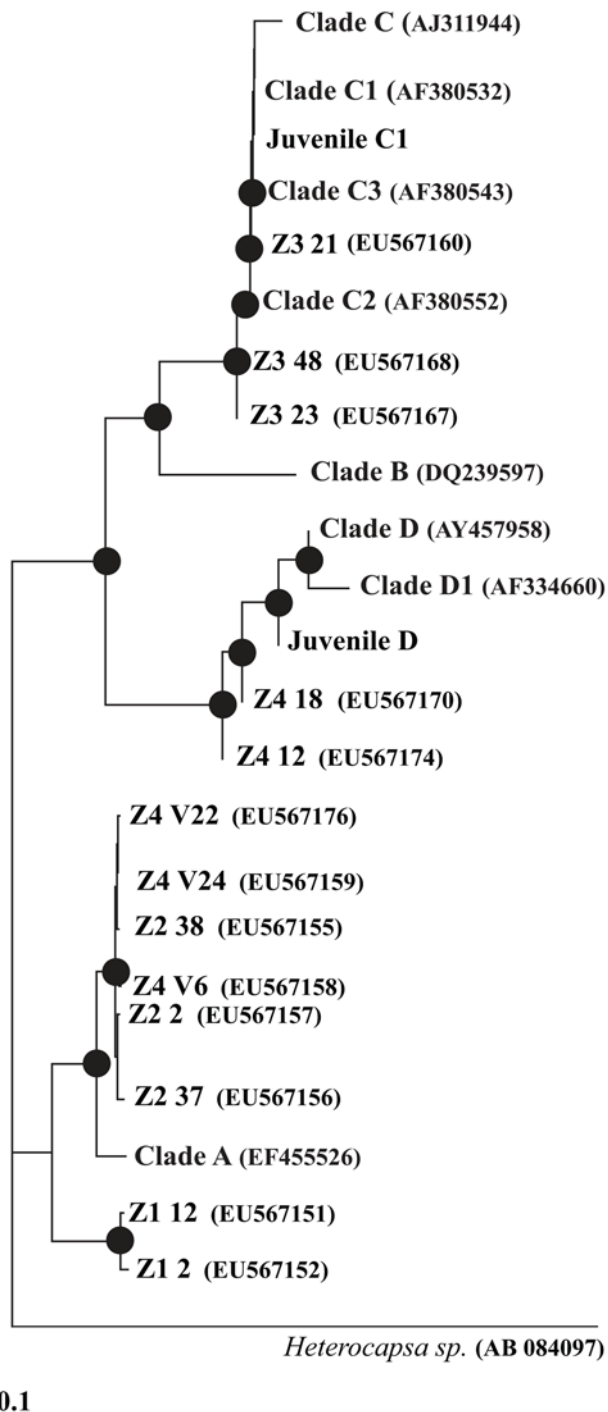 Clade C (AJ311944)
Clade C1 (AF380532)
Juvenile C1
Clade C3 (AF380543)
Z3 21 (EU567160)
Clade C2 (AF380552)
Z3 48 (EU567168)
Z3 23 (EU567167)
Clade B (DQ239597)
Clade D (AY457958)
Clade D1 (AF334660)
Juvenile D
Z4 18 (EU567170)
Z4 12 (EU567174)
Z4 V22 (EU567176)
Z4 V24 (EU567159)
Z2 38 (EU567155)
Z4 V6 (EU567158)
Z2 2 (EU567157)
Z2 37 (EU567156)
Clade A (EF455526)
Z1 12 (EU567151)
Z1 2 (EU567152)
Heterocapsa sp. (AB 084097)
0.1